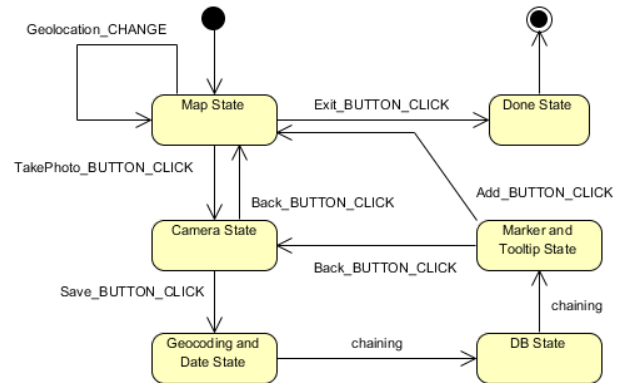 Geolocation_CHANGE
Map State
Exit_BUTTON_CLICK
Done State
TakePhoto_BUTTON_CLICK
Add_BUTTON_CLICK
Back_BUTTON_CLICK
Camera State
Marker and
Tooltip State
Back_BUTTON_CLICK
Save_BUTTON_CLICK
chaining
Geocoding and
Date State
chaining
DB State